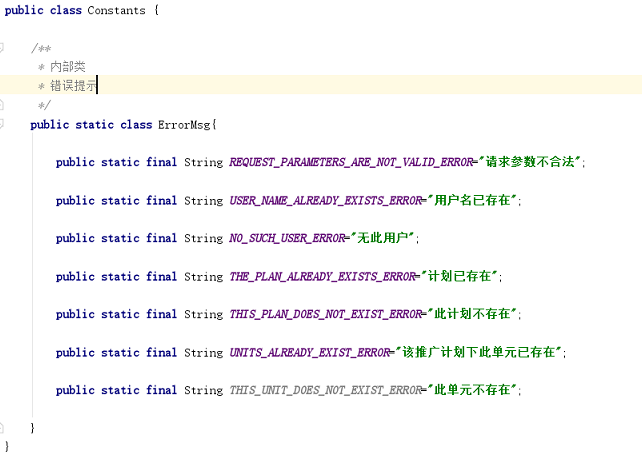 public class Constants {
/**
* 内部类
* 错误提示
*/
public static class ErrorMsg{
public static final String REQUEST_PARAMETERS_ARE_NOT_VALID_ERROR="请求参数不合法";
public static final String USER_NAME_ALREADY_EXISTS_ERROR="用户名已存在";
public static final String NO_SUCH_USER_ERROR="无此用户";
public static final String THE_PLAN_ALREADY_EXISTS_ERROR="计划已存在";
public static final String THIS_PLAN_DOES_NOT_EXIST_ERROR="此计划不存在";
public static final String UNITS_ALREADY_EXIST_ERROR="该推广计划下此单元已存在";
public static final String THIS_UNIT_DOES_NOT_EXIST_ERROR="此单元不存在";
}
}